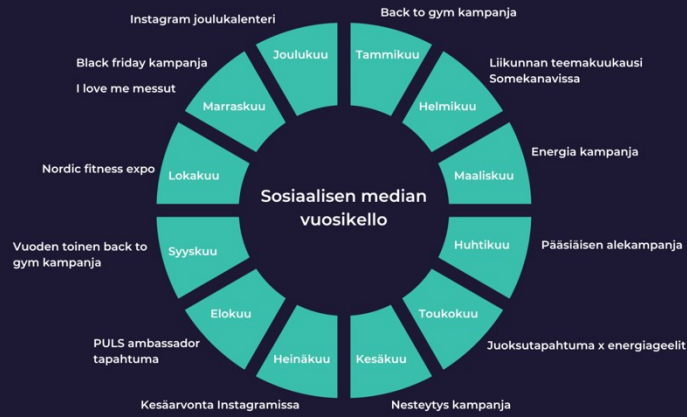 Instagram joulukalenteri
Back to gym kampanja
Joulukuu
Tammikuu
Black friday kampanja
I love me messut
Marraskuu
Helmikuu
Liikunnan teemakuukausi
Somekanavissa
Nordic fitness expo
Lokakuu
Maaliskuu
Energia kampanja
Sosiaalisen median
vuosikello
Vuoden toinen back to
gym kampanja
Syyskuu
Huhtikuu
Pääsiäisen alekampanja
PULS ambassador
tapahtuma
Elokuu
Toukokuu
Juoksutapahtuma x energiageelit
Heinäkuu
Kesäkuu
Kesäarvonta Instagramissa
Nesteytys kampanja